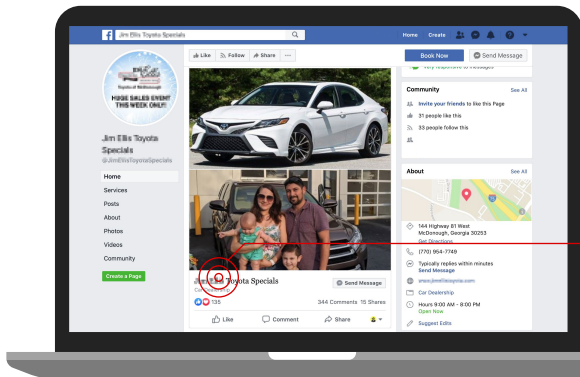 Jim Ellis Toyota Specials
Home Create
Like Follow Share ...
Book Now Send Message
Very responsive to messages
HUGE SALES EVENT
THIS WEEK ONLY!
Community See All
Invite your friends to like this Page
31 people like this
33 people follow this
Jim Ellis Toyota
Specials
@JimEllisToyotaSpecials
Home
Services
Posts
About
Photos
Videos
Community
Create a Page
About See All
144 Highway 81 West
McDonough, Georgia 30253
Get Directions
(770) 954-7749
Typically replies within minutes
Send Message
Car Dealership
Hours 9:00 AM - 8:00 PM
Open Now
Suggest Edits
Toyota Specials
Send Message
135
344 Comments 15 Shares
Like Comment Share